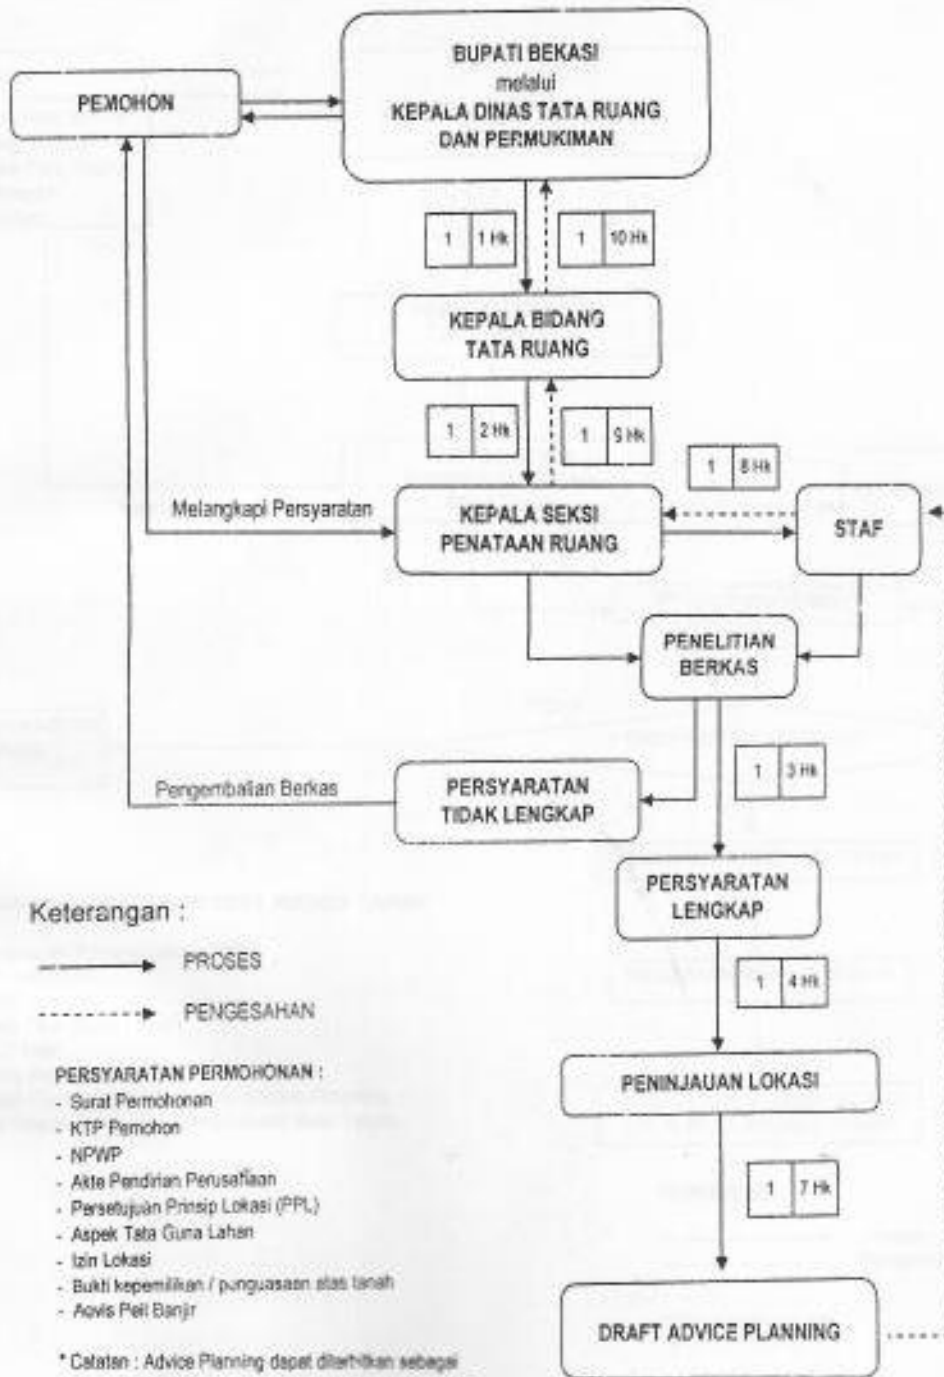 BUPATI BEKASI
melalui
KEPALA DINAS TATA RUANG
DAN PERMUKIMAN
PEMOHON
1 1 Hk
1 10 Hk
KEPALA BIDANG
TATA RUANG
1 2 Hk
1 9 Hk
1 8 Hk
Melangkapi Persyaratan
KEPALA SEKSI
PENATAAN RUANG
STAF
PENELITIAN
BERKAS
1 3 Hk
Pengembalian Berkas
PERSYARATAN
TIDAK LENGKAP
PERSYARATAN
LENGKAP
Keterangan :
PROSES
1 4 Hk
PENGESAHAN
PENINJAUAN LOKASI
PERSYARATAN PERMOHONAN :
- Surat Permohonan
- KTP Pemohon
- NPWP
- Akte Pendirian Perusahaan
- Persetujuan Prinsip Lokasi (PPL)
- Aspek Tata Guna Lahan
- Izin Lokasi
- Bukti kepemilikan / punguasaan atas tanah
- Aevis Peil Banjir
1 7 Hk
DRAFT ADVICE PLANNING
* Catatan : Advice Planning dapat diterbitkan sebagai